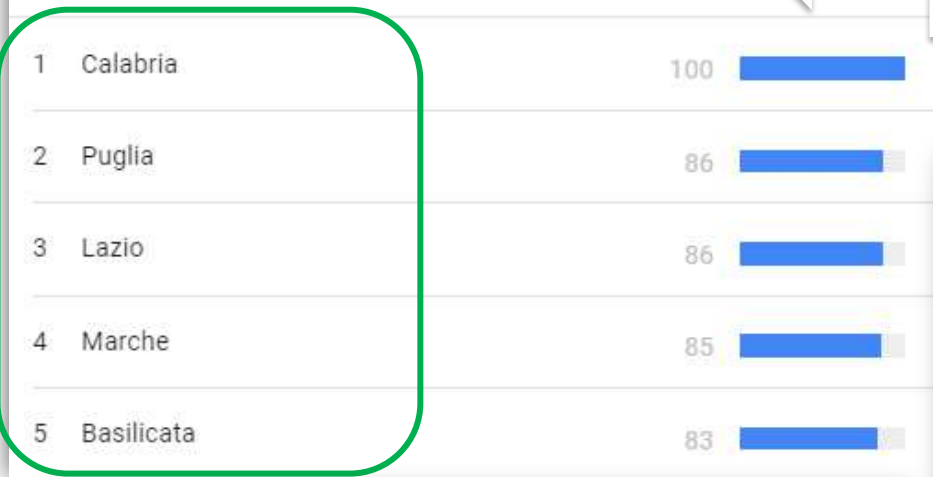 1 Calabria 100
2 Puglia 86
3 Lazio 86
4 Marche 85
5 Basilicata 83